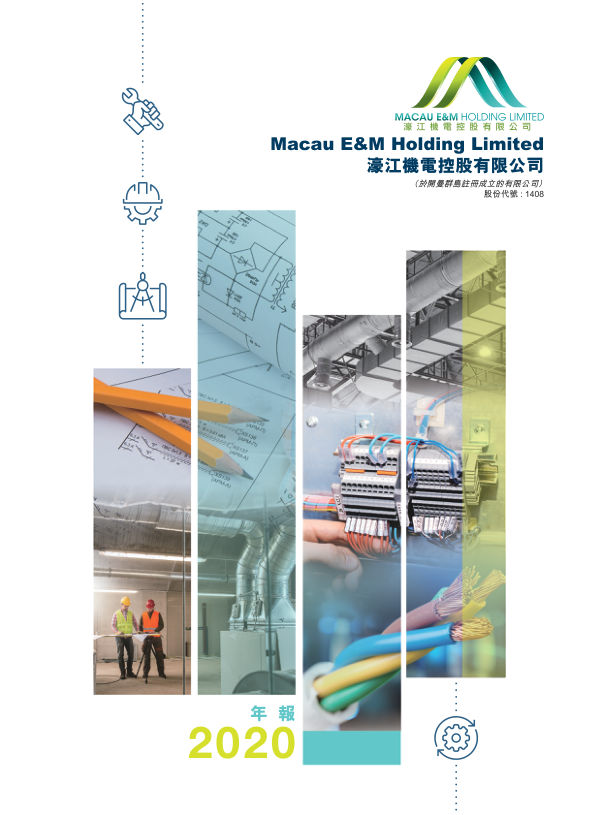 MACAU E&M HOLDING LIMITED
濠江機電控股有限公司
Macau E&M Holding Limited
濠江機電控股有限公司
（於開曼群島註冊成立的有限公司）
股份代號 : 1408
年報
2020